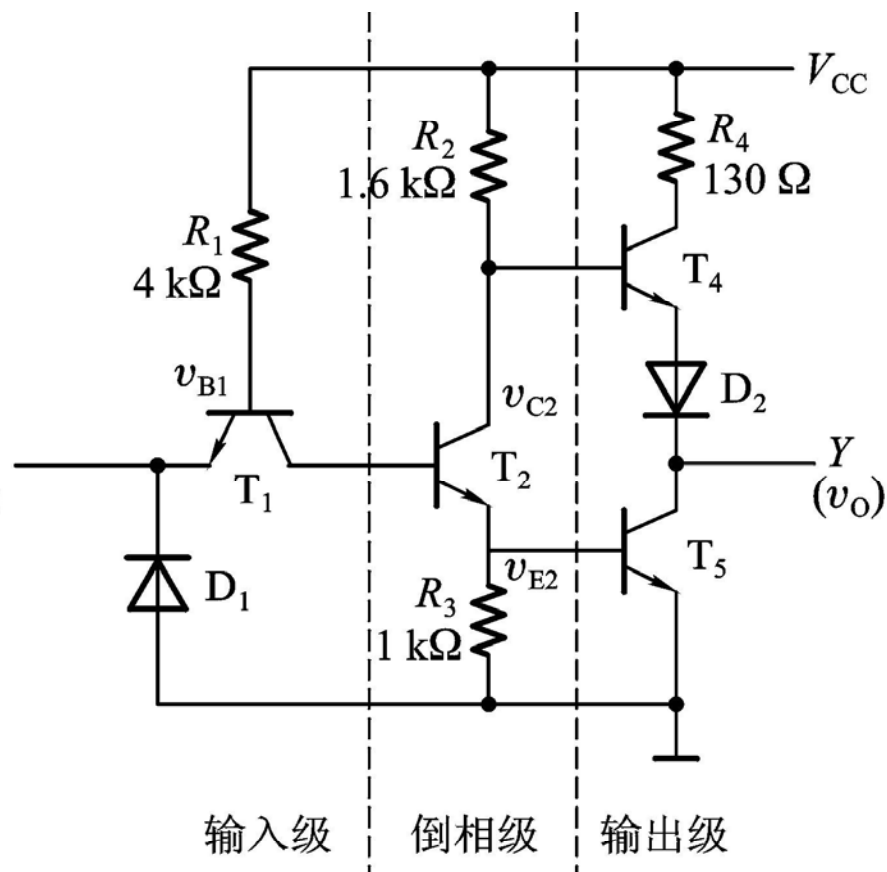 V_CC
R_2
1.6 kΩ
R_4
130 Ω
R_1
4 kΩ
T_4
v_B1
v_C2
D_2
T_1
T_2
Y
(v_O)
D_1
v_E2
T_5
R_3
1 kΩ
输入级
倒相级
输出级